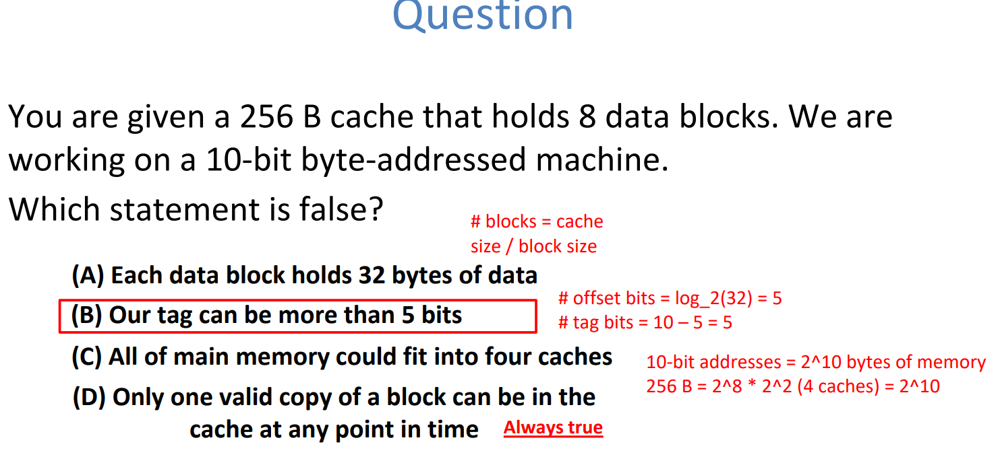 Question
You are given a 256 B cache that holds 8 data blocks. We are
working on a 10-bit byte-addressed machine.
Which statement is false?
# blocks = cache
size / block size
(A) Each data block holds 32 bytes of data
(B) Our tag can be more than 5 bits
# offset bits = log_2(32) = 5
# tag bits = 10 – 5 = 5
(C) All of main memory could fit into four caches
10-bit addresses = 2^10 bytes of memory
256 B = 2^8 * 2^2 (4 caches) = 2^10
(D) Only one valid copy of a block can be in the
cache at any point in time
Always true